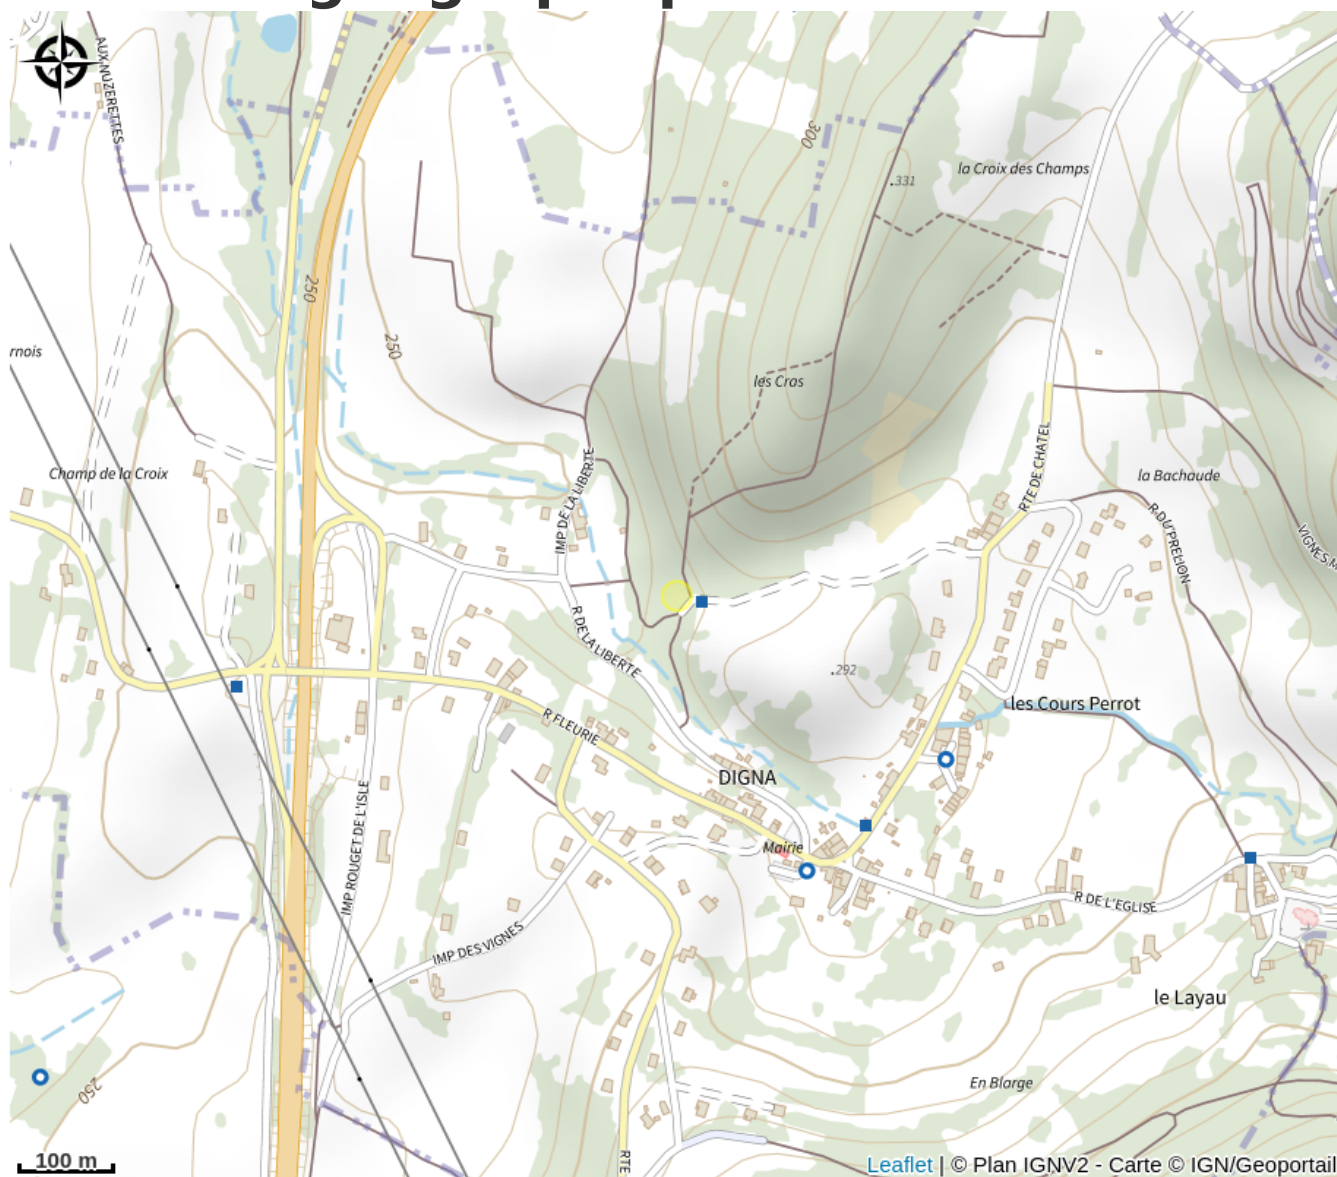 AUX NUZERETTES
300
.331
la Croix des Champs
250
250
rnois
les Cras
Champ de la Croix
IMP DE LA LIBERTE
RTE DE CHATEL
la Bachaude
R DU PRELION
VIGNES M
R DE LA LIBERTE
.292
les Cours Perrot
R FLEURIE
DIGNA
IMP ROUGET DE L'ISLE
Mairie
R DE L'EGLISE
IMP DES VIGNES
le Layau
En Blarge
250
RTE
100 m
Leaflet | © Plan IGNV2 - Carte © IGN/Geoportail